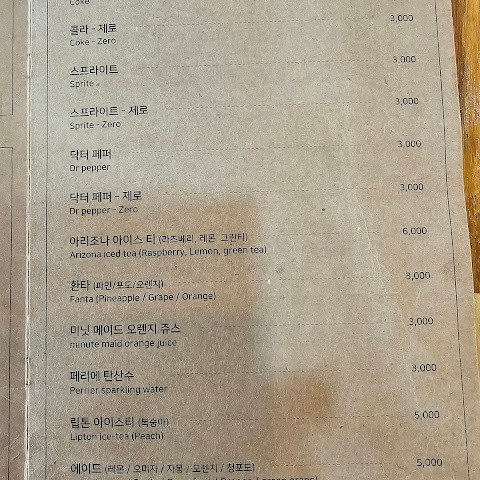 Coke
콜라 - 제로 3,000
Coke - Zero
스프라이트 3,000
Sprite
스프라이트 - 제로 3,000
Sprite - Zero
닥터 페퍼 3,000
Dr pepper
닥터 페퍼 - 제로 3,000
Dr pepper - Zero
아리조나 아이스 티 (라즈베리, 레몬, 그린티) 6,000
Arizona iced tea (Raspberry, Lemon, green tea)
환타 (파인/포도/오렌지) 3,000
Fanta (Pineapple / Grape / Orange)
미닛 메이드 오렌지 쥬스 3,000
minute maid orange juice
페리에 탄산수 3,000
Perrier sparkling water
립톤 아이스티 (복숭아) 5,000
Lipton ice-tea (Peach)
에이드 (레몬 / 오미자 / 자몽 / 오렌지 / 청포도) 5,000